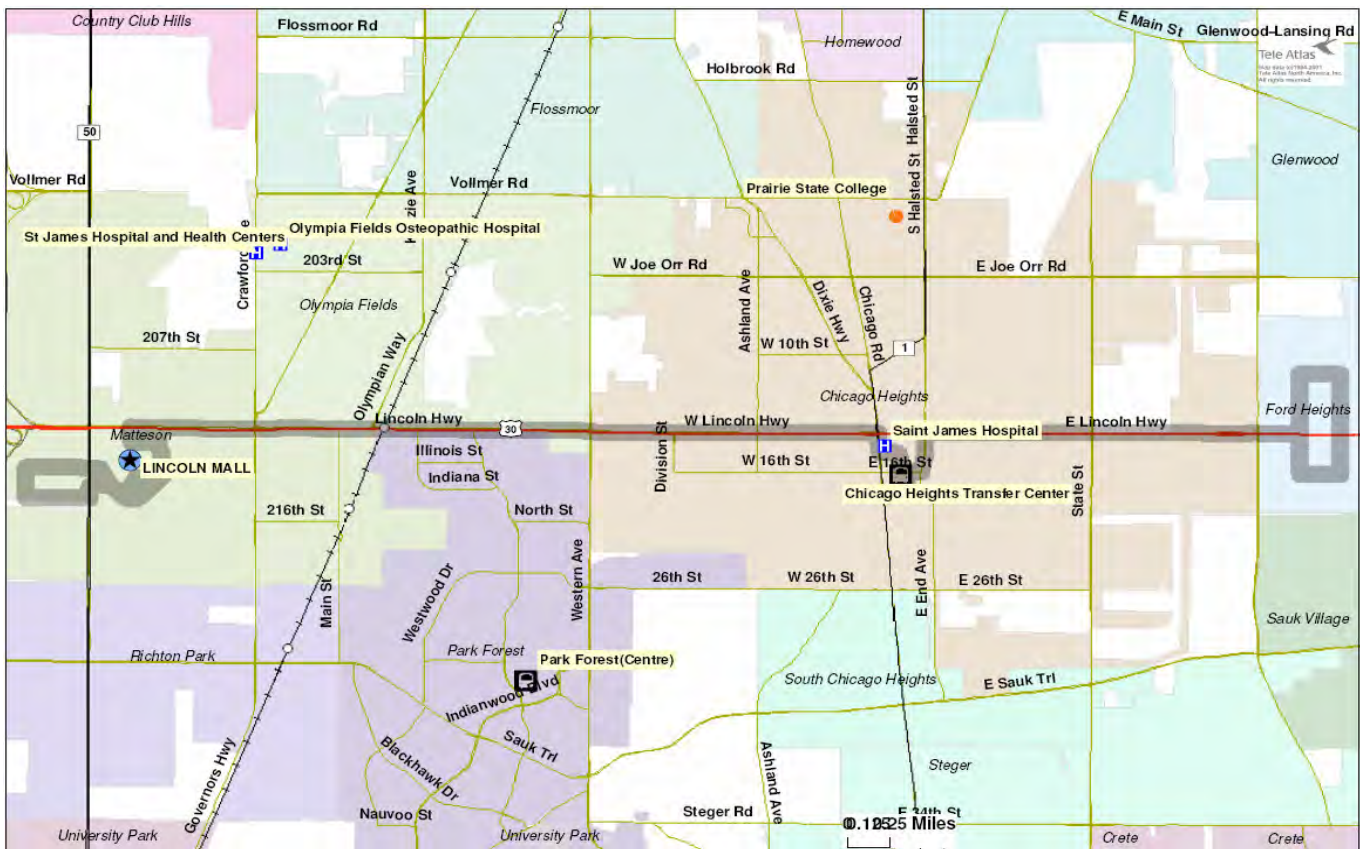 Country Club Hills
Flossmoor Rd
Homewood
E Main St
Glenwood-Lansing Rd
Tele Atlas
Holbrook Rd
Flossmoor
S Halsted St
Halsted St
50
Glenwood
Vollmer Rd
Vollmer Rd
Prairie State College
St James Hospital and Health Centers
Olympia Fields Osteopathic Hospital
203rd St
W Joe Orr Rd
E Joe Orr Rd
Olympia Fields
Ashland Ave
Dixie Hwy
Chicago Rd
207th St
W 10th St
1
Olympian Way
Chicago Heights
Ford Heights
Lincoln Hwy
30
W Lincoln Hwy
E Lincoln Hwy
Matteson
Saint James Hospital
LINCOLN MALL
Illinois St
Indiana St
Division St
W 16th St
E 16th St
Chicago Heights Transfer Center
State St
216th St
North St
Western Ave
26th St
W 26th St
E 26th St
E End Ave
Main St
Westwood Dr
Sauk Village
Richton Park
Park Forest
Park Forest(Centre)
South Chicago Heights
E Sauk Trl
Indianwood Blvd
Sauk Trl
Blackhawk Dr
Governors Hwy
Ashland Ave
Steger
Nauvoo St
Steger Rd
E 34th St
Miles
University Park
University Park
Crete
Crete